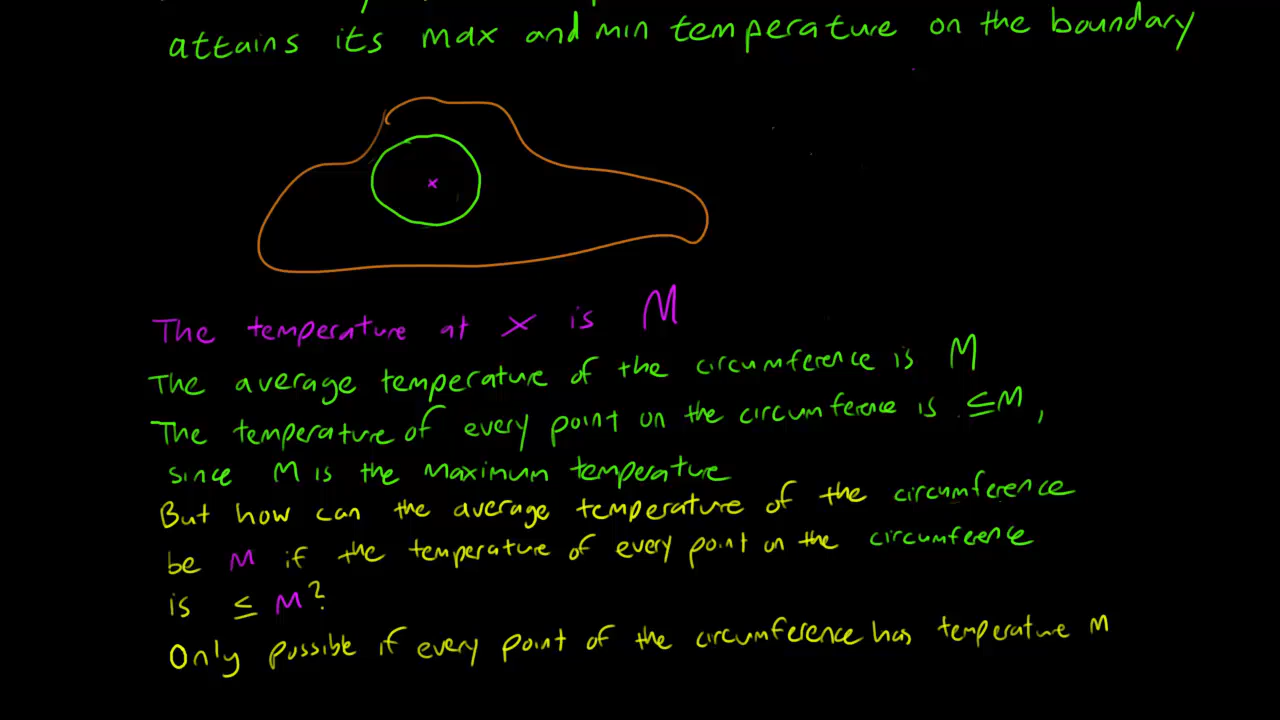 attains its max and min temperature on the boundary
x
The temperature at x is M
The average temperature of the circumference is M
The temperature of every point on the circumference is ≤M,
since M is the maximum temperature
But how can the average temperature of the circumference
be M if the temperature of every point on the circumference
is ≤ M?
Only possible if every point of the circumference has temperature M